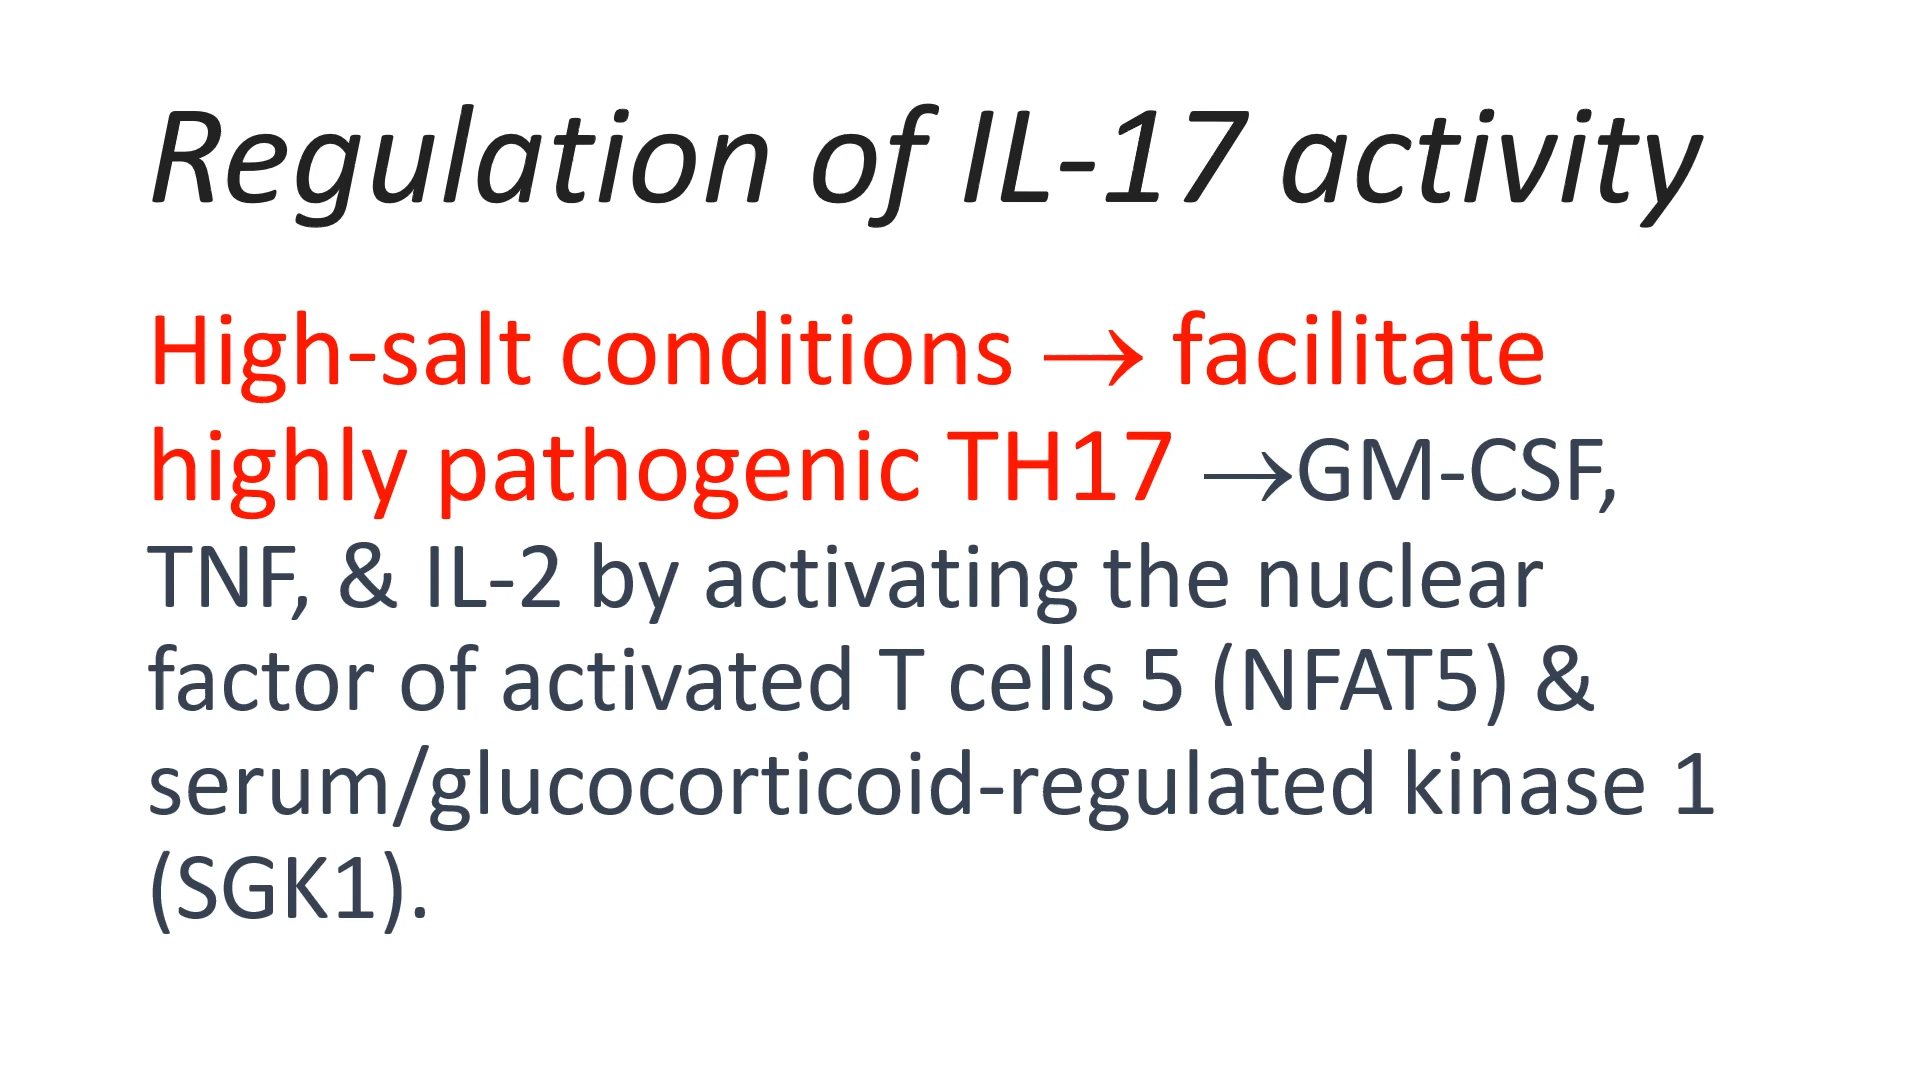 Regulation of IL-17 activity
High-salt conditions → facilitate
highly pathogenic TH17 →GM-CSF,
TNF, & IL-2 by activating the nuclear
factor of activated T cells 5 (NFAT5) &
serum/glucocorticoid-regulated kinase 1
(SGK1).